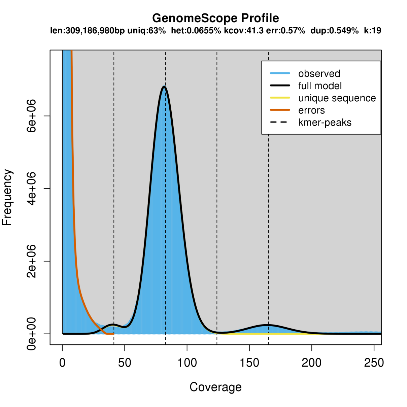 GenomeScope Profile
len:309,186,980bp uniq:63% het:0.0655% kcov:41.3 err:0.57% dup:0.549% k:19
observed
full model
unique sequence
errors
kmer-peaks
Frequency
0e+00
2e+06
4e+06
6e+06
0
50
100
150
200
250
Coverage